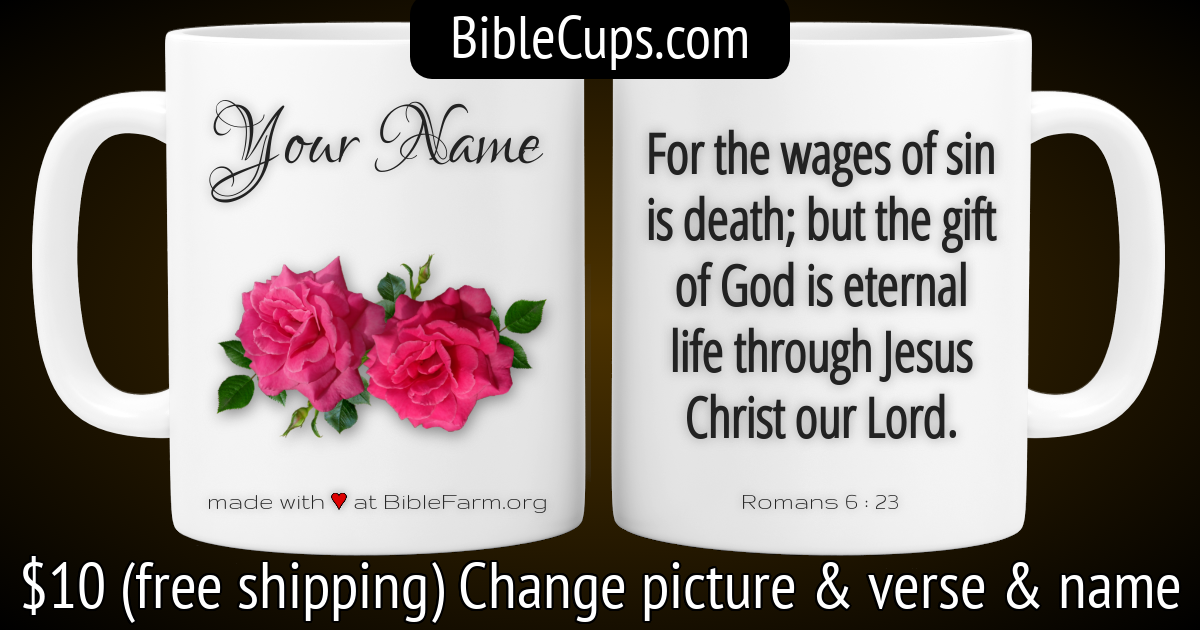 BibleCups.com
Your Name
made with ♥ at BibleFarm.org
For the wages of sin
is death; but the gift
of God is eternal
life through Jesus
Christ our Lord.
Romans 6 : 23
$10 (free shipping) Change picture & verse & name